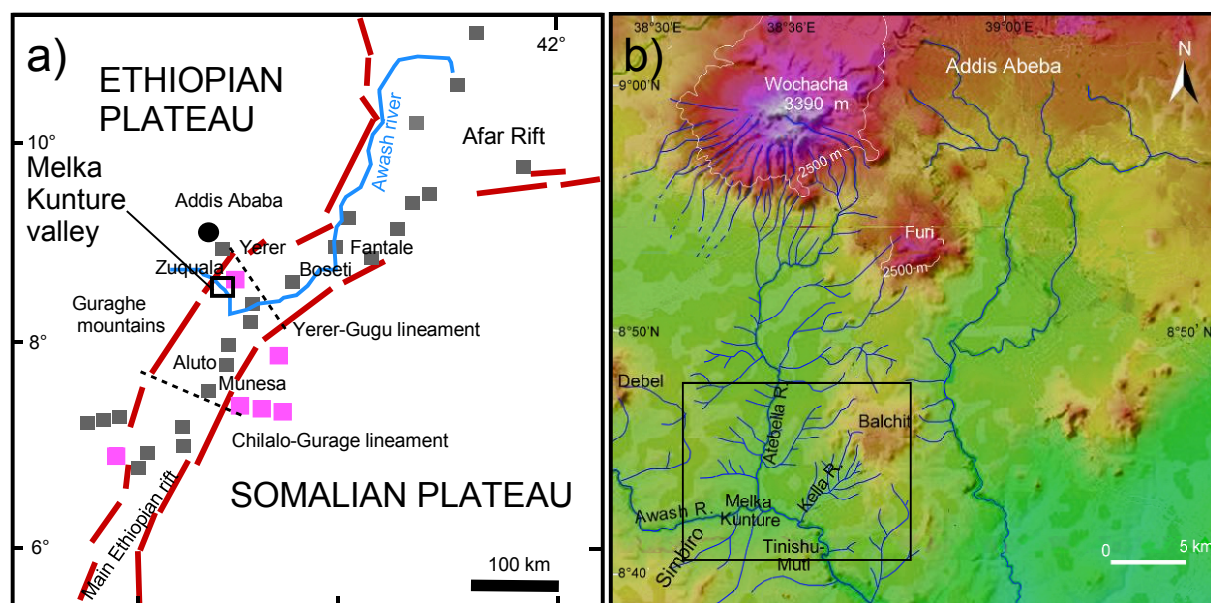 a)
42°
ETHIOPIAN
PLATEAU
10°
Awash river
Afar Rift
Melka
Kunture
valley
Addis Ababa
Yerer
Fantale
Zuquala
Boseti
Guraghe
mountains
Yerer-Gugu lineament
8°
Aluto
Munesa
Chilalo-Gurage lineament
SOMALIAN PLATEAU
Main Ethiopian rift
6°
100 km
b)
38°30'E
38°36'E
39°00'E
N
Addis Abeba
9°00'N
Wochacha
3390 m
2500 m
Furi
2500 m
8°50'N
8°50'N
Debel
Atebella R.
Balchit
Kella R.
Awash R.
Melka
Kunture
Simbiro
Tinishu-
Muti
8°40'
0 5 km